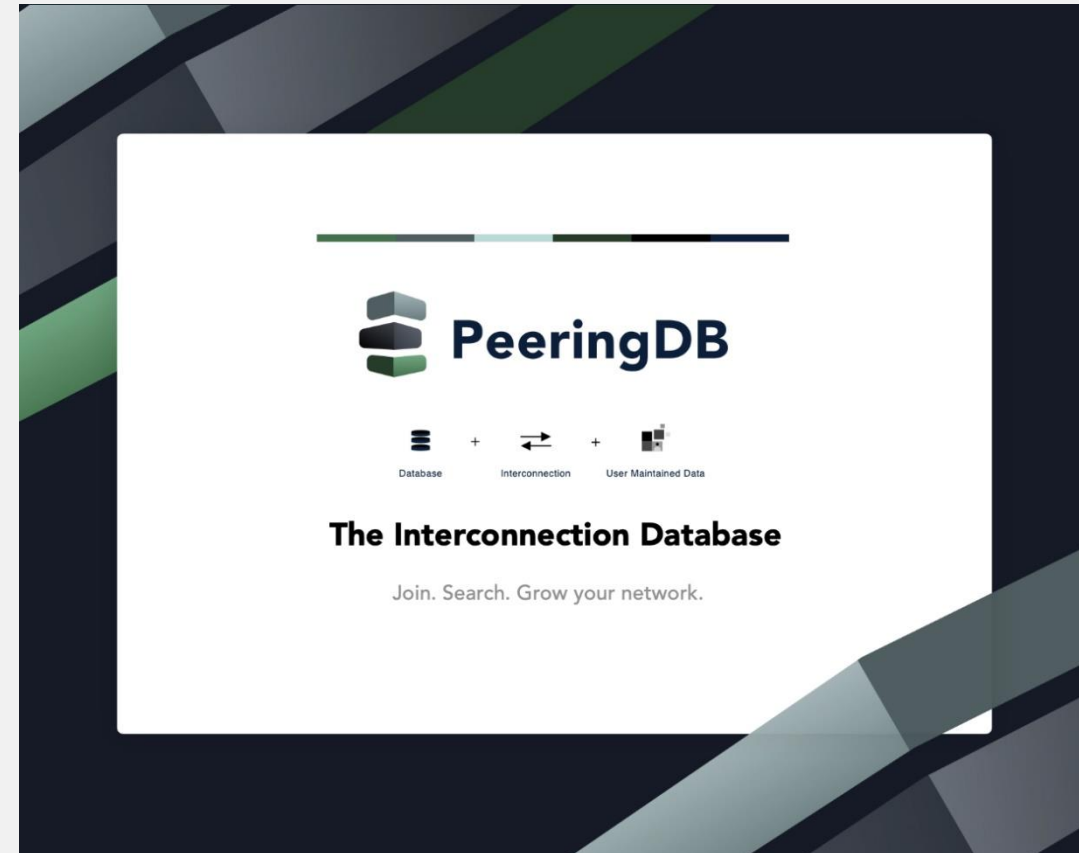 PeeringDB
+ +
Database Interconnection User Maintained Data
The Interconnection Database
Join. Search. Grow your network.